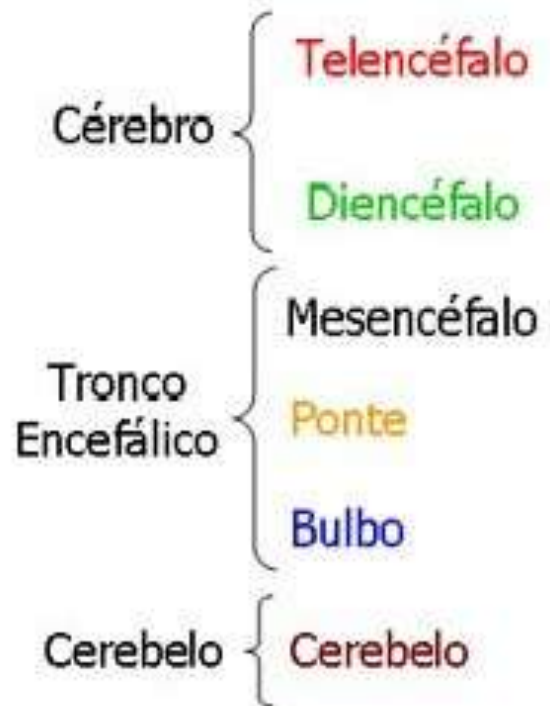 Cérebro
Telencéfalo
Diencéfalo
Tronco
Encefálico
Mesencéfalo
Ponte
Bulbo
Cerebelo
Cerebelo